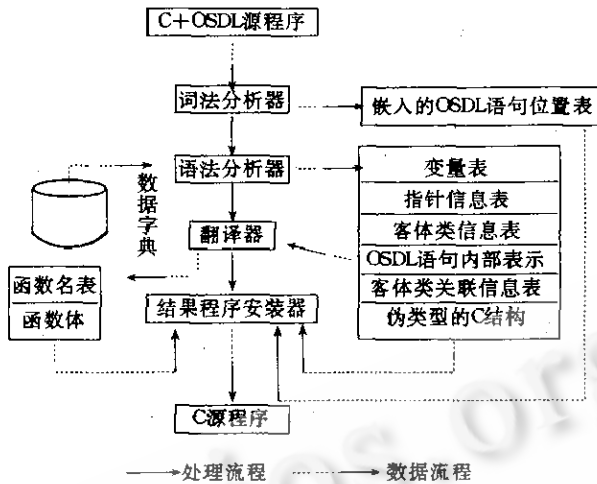 C+OSDL源程序
词法分析器
嵌入的OSDL语句位置表
语法分析器
数据字典
变量表
指针信息表
客体类信息表
OSDL语句内部表示
客体类关联信息表
伪类型的C结构
翻译器
函数名表
函数体
结果程序安装器
C源程序
处理流程
数据流程